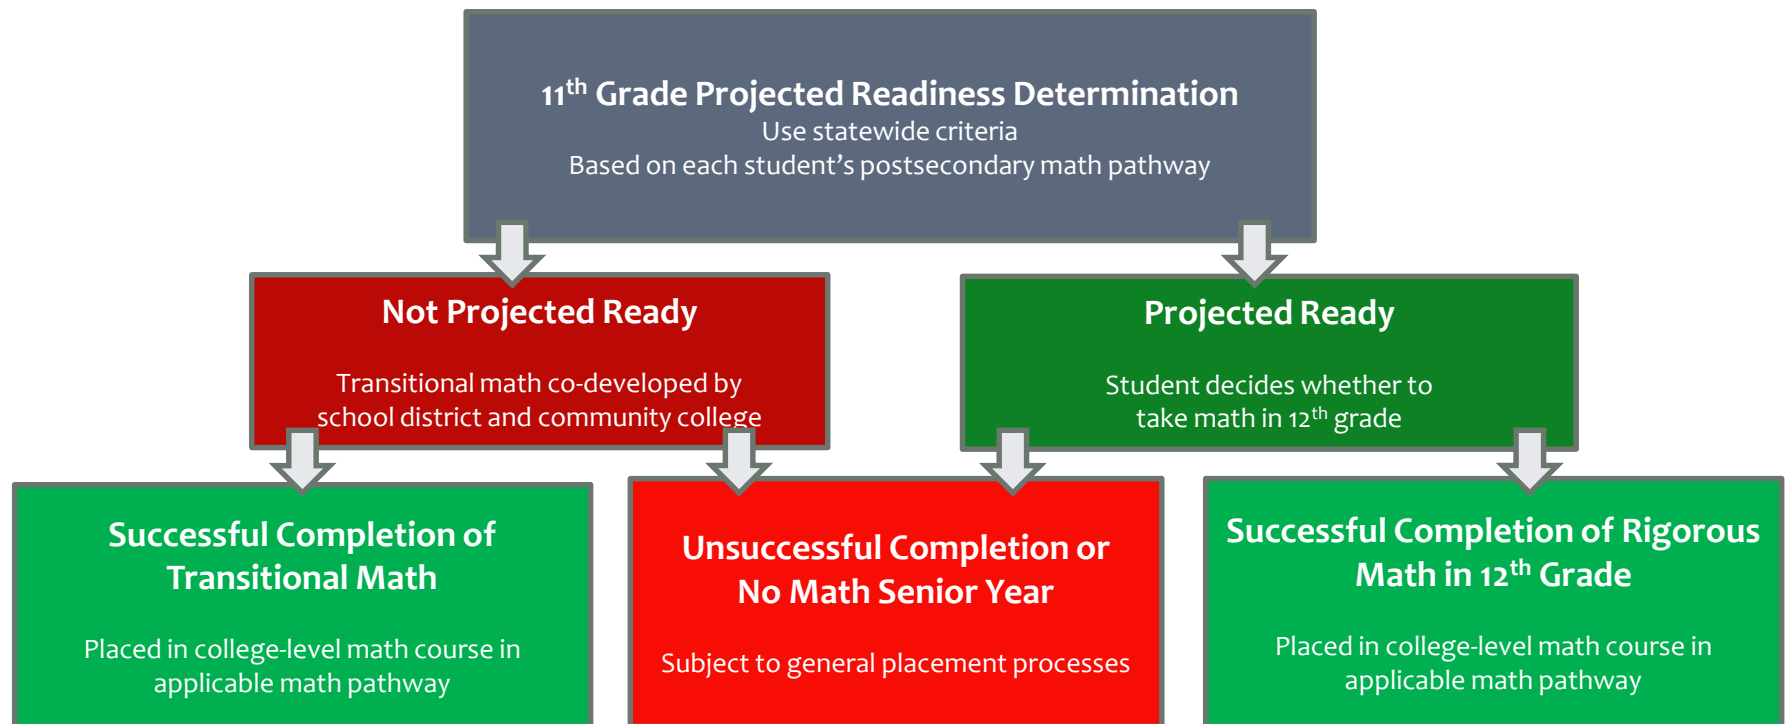 11th Grade Projected Readiness Determination
Use statewide criteria
Based on each student’s postsecondary math pathway
Not Projected Ready
Transitional math co-developed by
school district and community college
Projected Ready
Student decides whether to
take math in 12th grade
Successful Completion of
Transitional Math
Placed in college-level math course in
applicable math pathway
Unsuccessful Completion or
No Math Senior Year
Subject to general placement processes
Successful Completion of Rigorous
Math in 12th Grade
Placed in college-level math course in
applicable math pathway